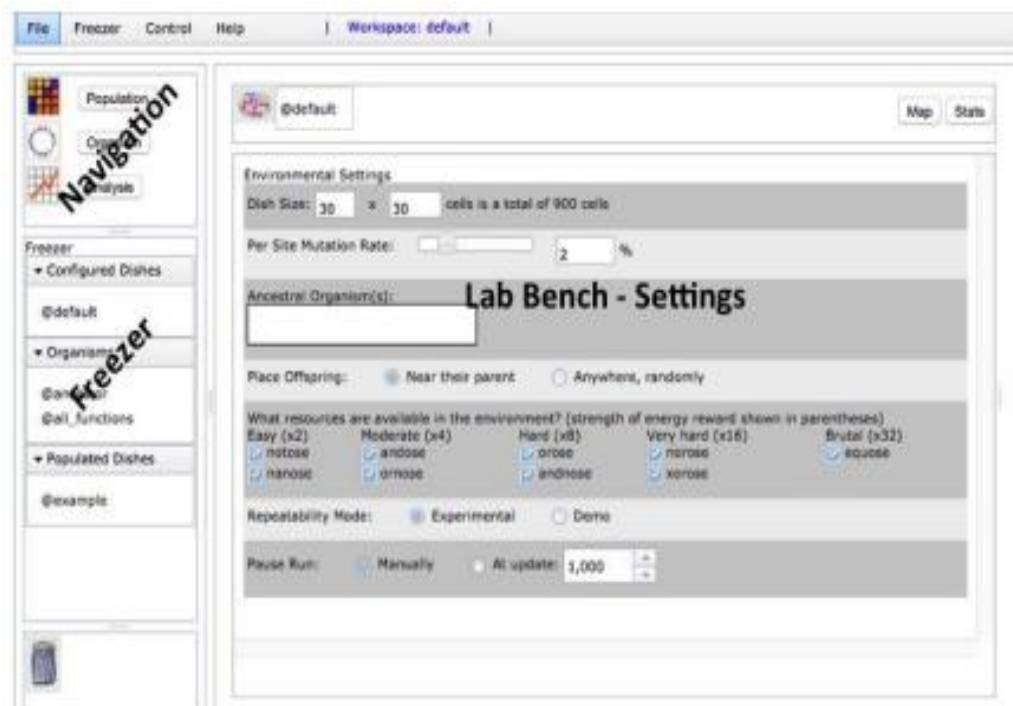 File Freezer Control Help | Workspace: default |
Population
Analysis
Navigation
@default
Map Stats
Environmental Settings
Dish Size: 30 x 30 cells is a total of 900 cells
Per Site Mutation Rate: 2 %
Ancestral Organism(s):
Lab Bench - Settings
Place Offspring: Near their parent Anywhere, randomly
What resources are available in the environment? (strength of energy reward shown in parentheses)
Easy (x2) Moderate (x4) Hard (x8) Very hard (x16) Brutal (x32)
notose andose orose norose equose
nanose ornose andnose xorose
Repeatability Mode: Experimental Demo
Pause Run: Manually At update: 1,000
Freezer
Configured Dishes
@default
Organisms
@all_functions
Freezer
Populated Dishes
@example